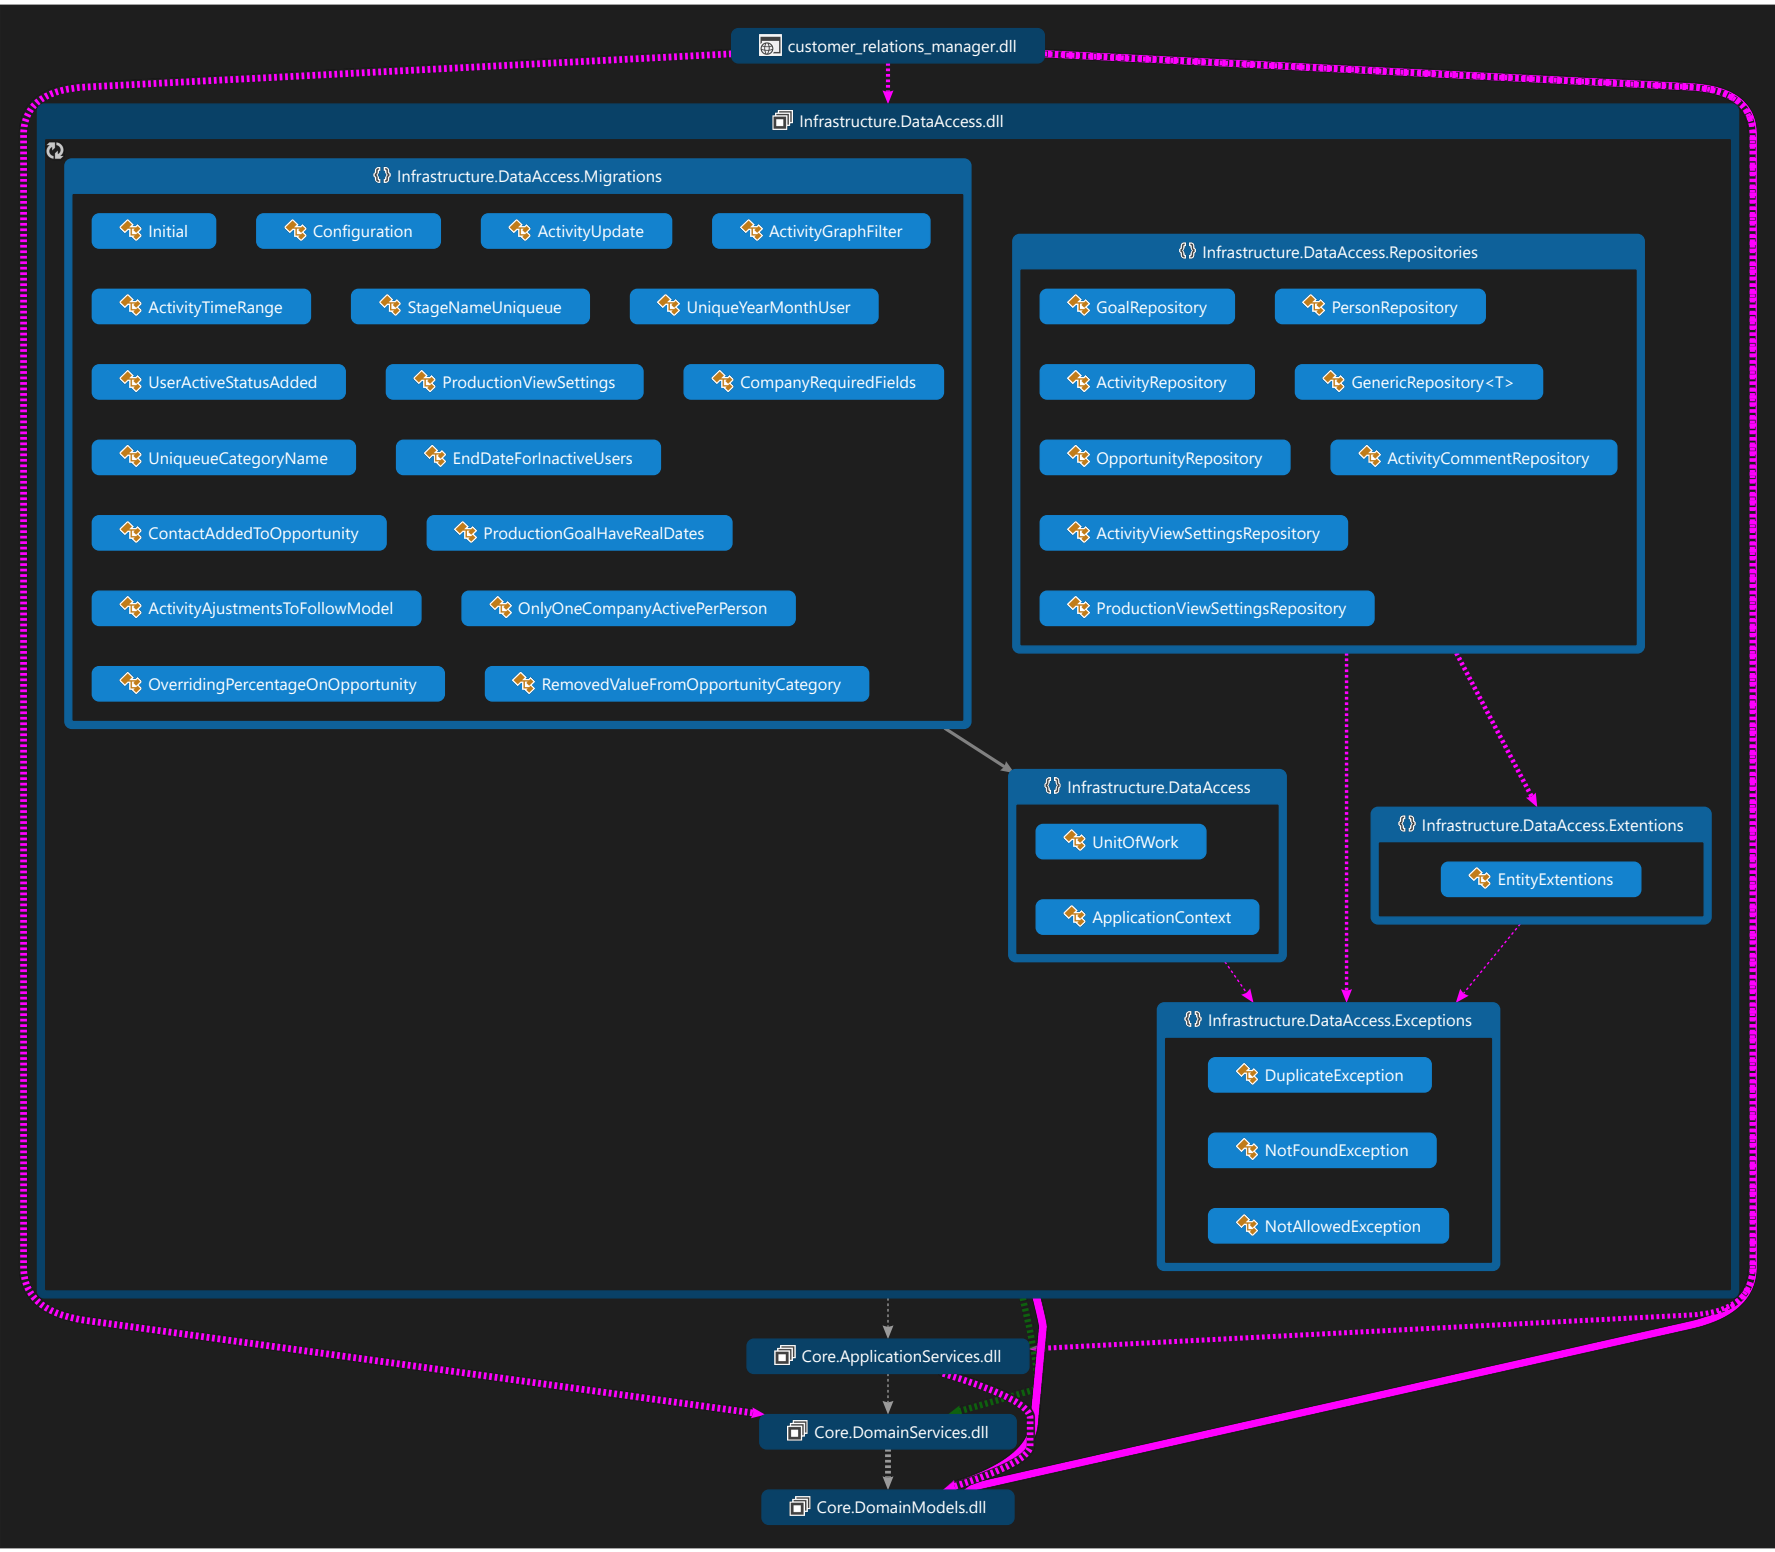 customer_relations_manager.dll
Infrastructure.DataAccess.dll
Infrastructure.DataAccess.Migrations
Initial
Configuration
ActivityUpdate
ActivityGraphFilter
ActivityTimeRange
StageNameUniqueue
UniqueYearMonthUser
UserActiveStatusAdded
ProductionViewSettings
CompanyRequiredFields
UniqueueCategoryName
EndDateForInactiveUsers
ContactAddedToOpportunity
ProductionGoalHaveRealDates
ActivityAjustmentsToFollowModel
OnlyOneCompanyActivePerPerson
OverridingPercentageOnOpportunity
RemovedValueFromOpportunityCategory
Infrastructure.DataAccess.Repositories
GoalRepository
PersonRepository
ActivityRepository
GenericRepository<T>
OpportunityRepository
ActivityCommentRepository
ActivityViewSettingsRepository
ProductionViewSettingsRepository
Infrastructure.DataAccess
UnitOfWork
ApplicationContext
Infrastructure.DataAccess.Extentions
EntityExtentions
Infrastructure.DataAccess.Exceptions
DuplicateException
NotFoundException
NotAllowedException
Core.ApplicationServices.dll
Core.DomainServices.dll
Core.DomainModels.dll